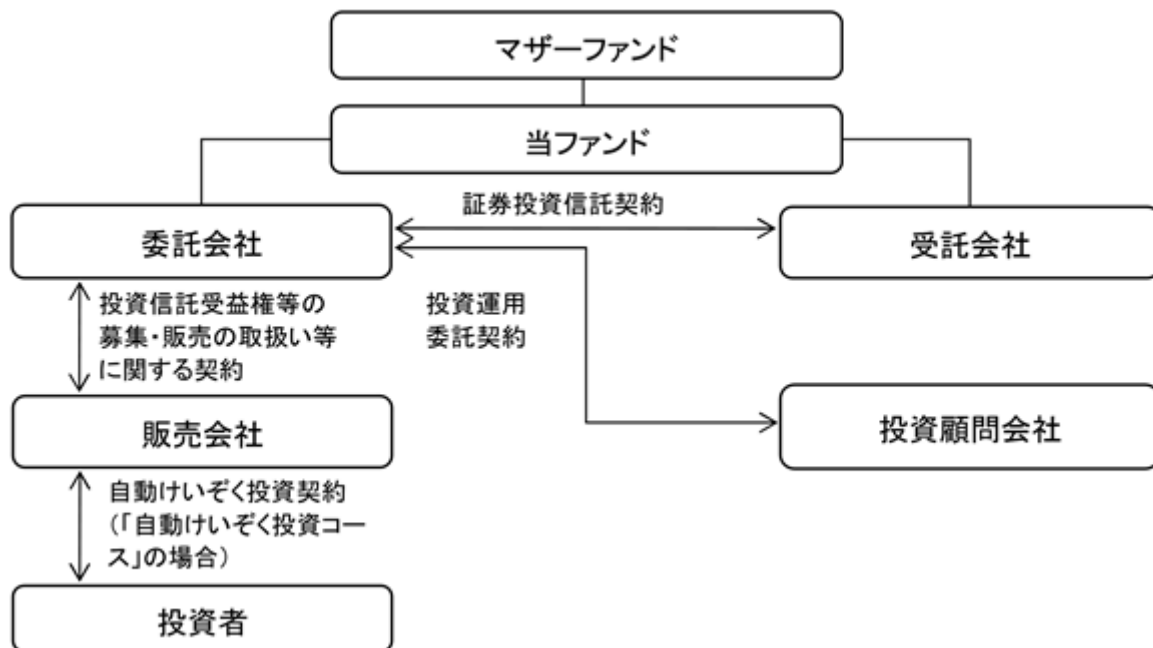 マザーファンド
当ファンド
証券投資信託契約
委託会社
受託会社
投資信託受益権等の
募集・販売の取扱い等
に関する契約
投資運用
委託契約
販売会社
投資顧問会社
自動けいぞく投資契約
(「自動けいぞく投資コー
ス」の場合)
投資者